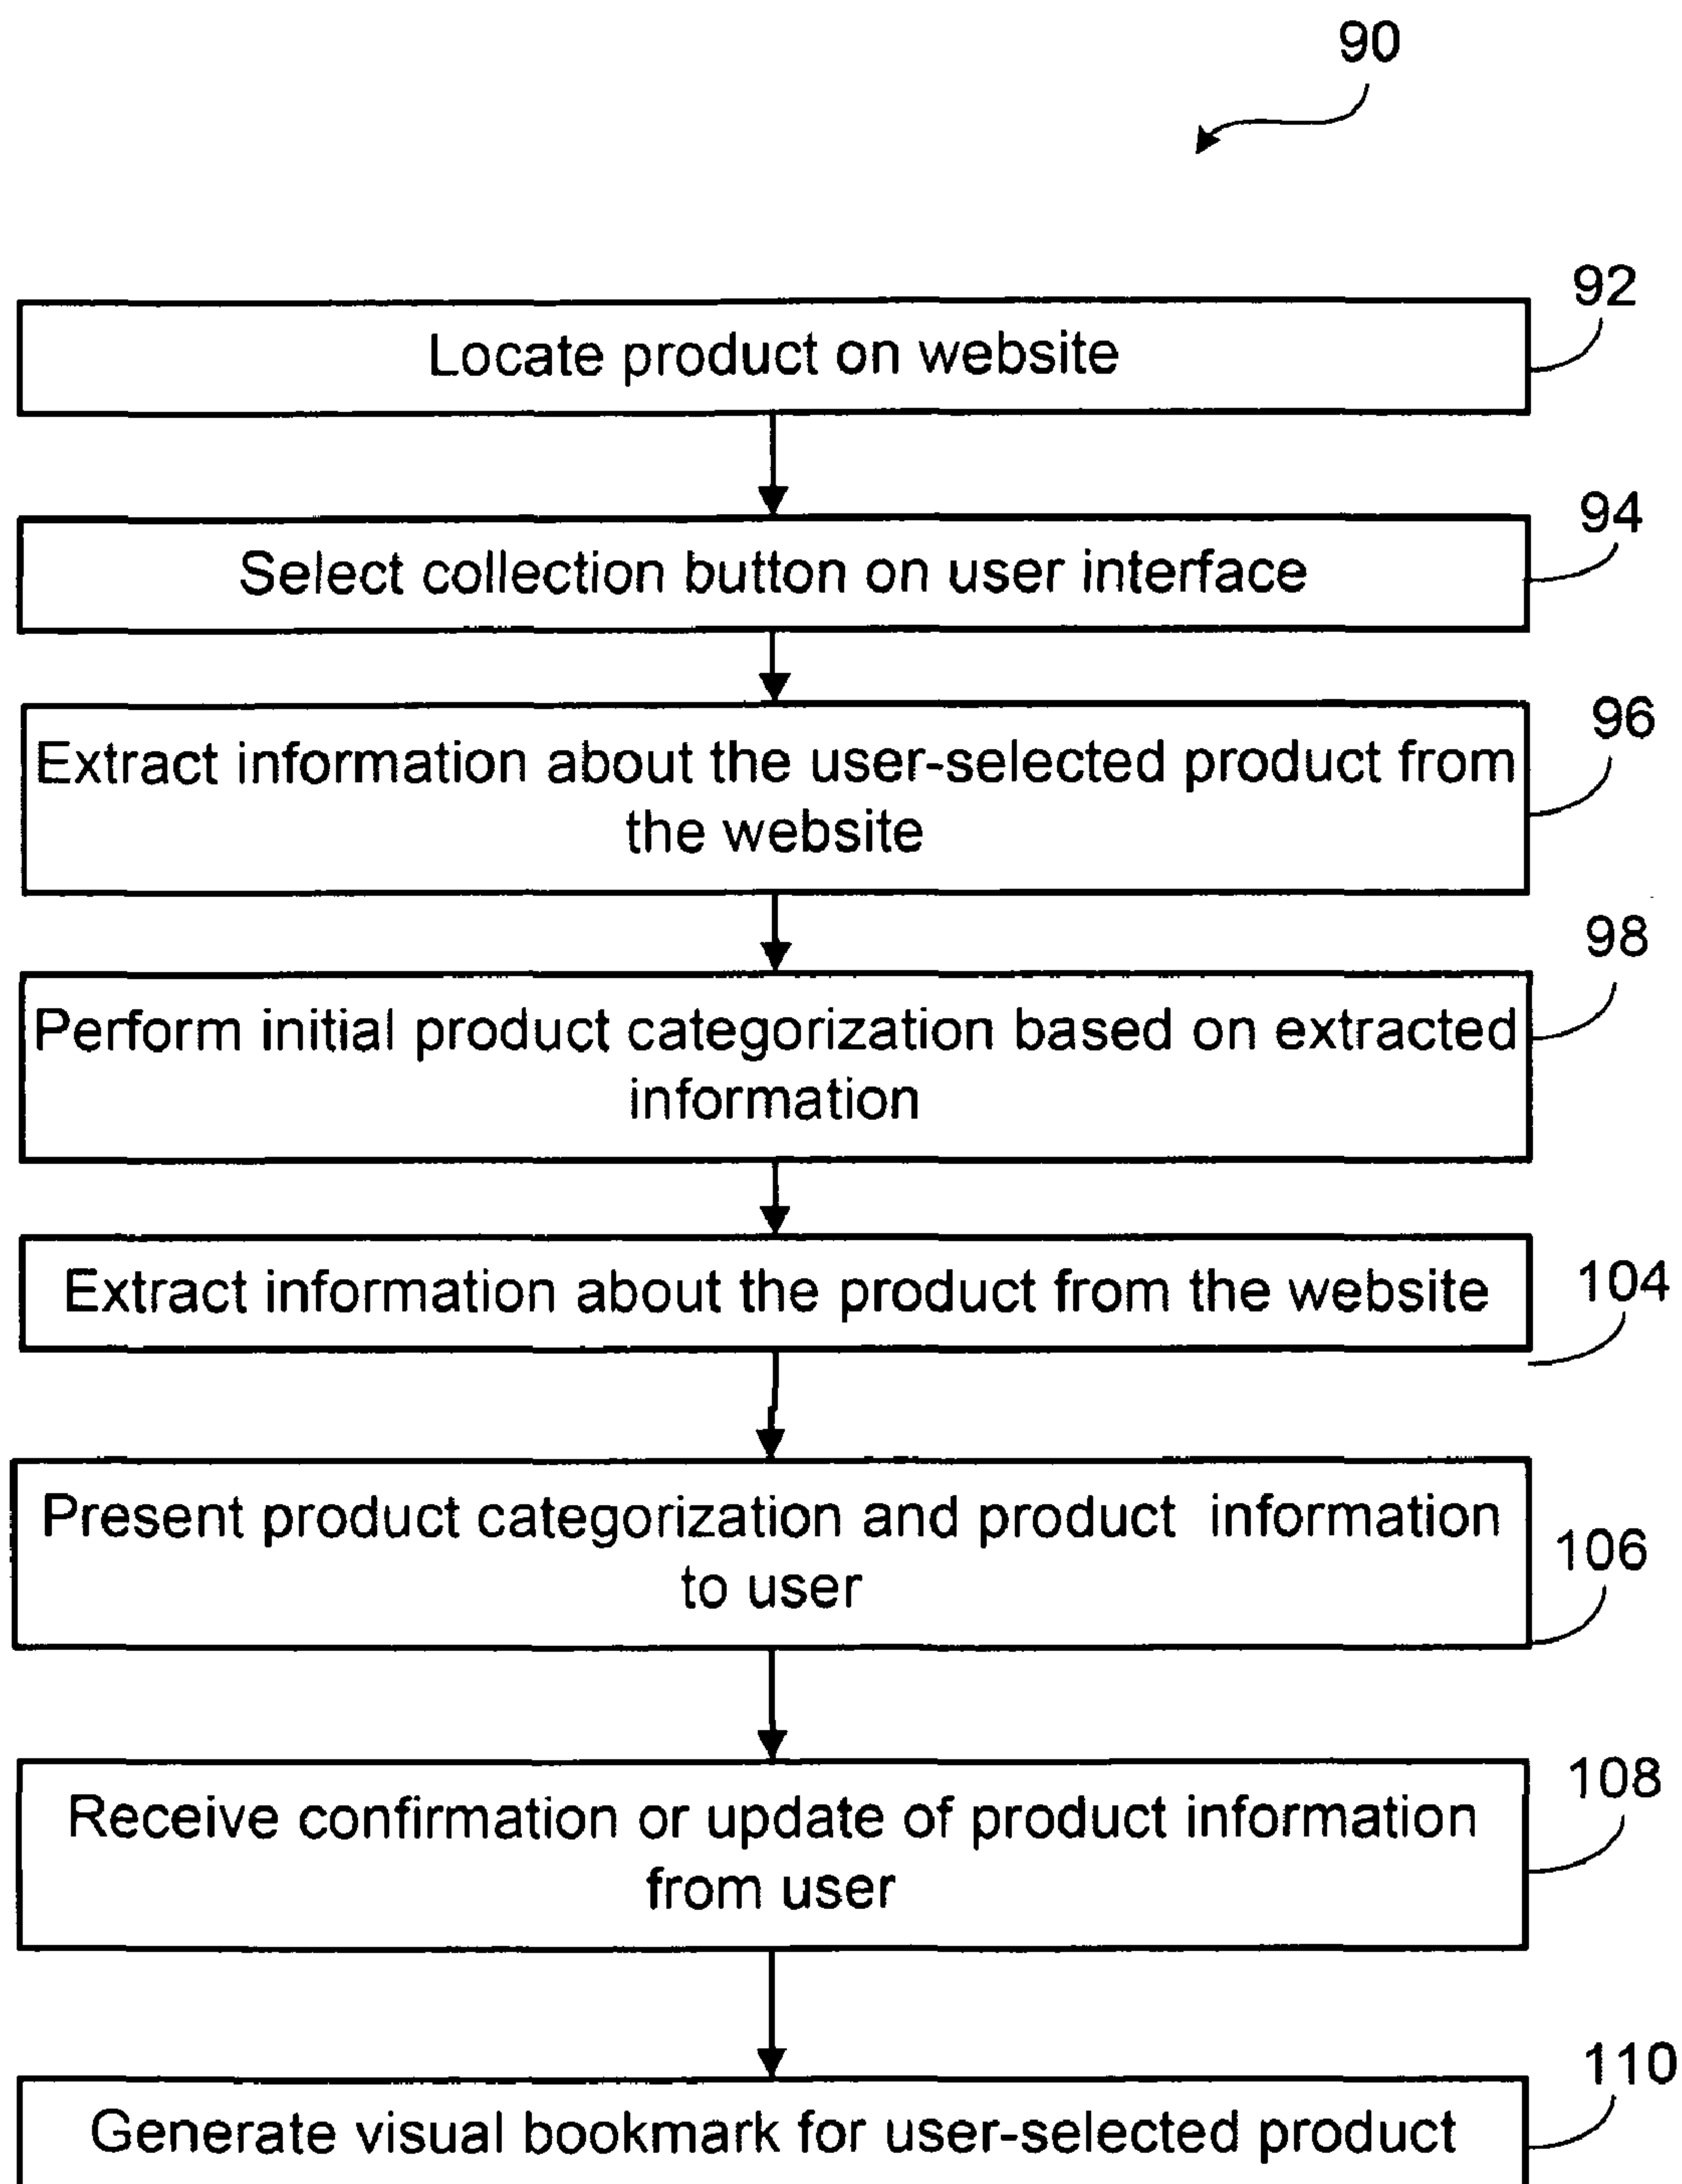 90
92
Locate product on website
94
Select collection button on user interface
96
Extract information about the user-selected product from
the website
98
Perform initial product categorization based on extracted
information
104
Extract information about the product from the website
Present product categorization and product information
106
to user
108
Receive confirmation or update of product information
from user
110
Generate visual bookmark for user-selected product